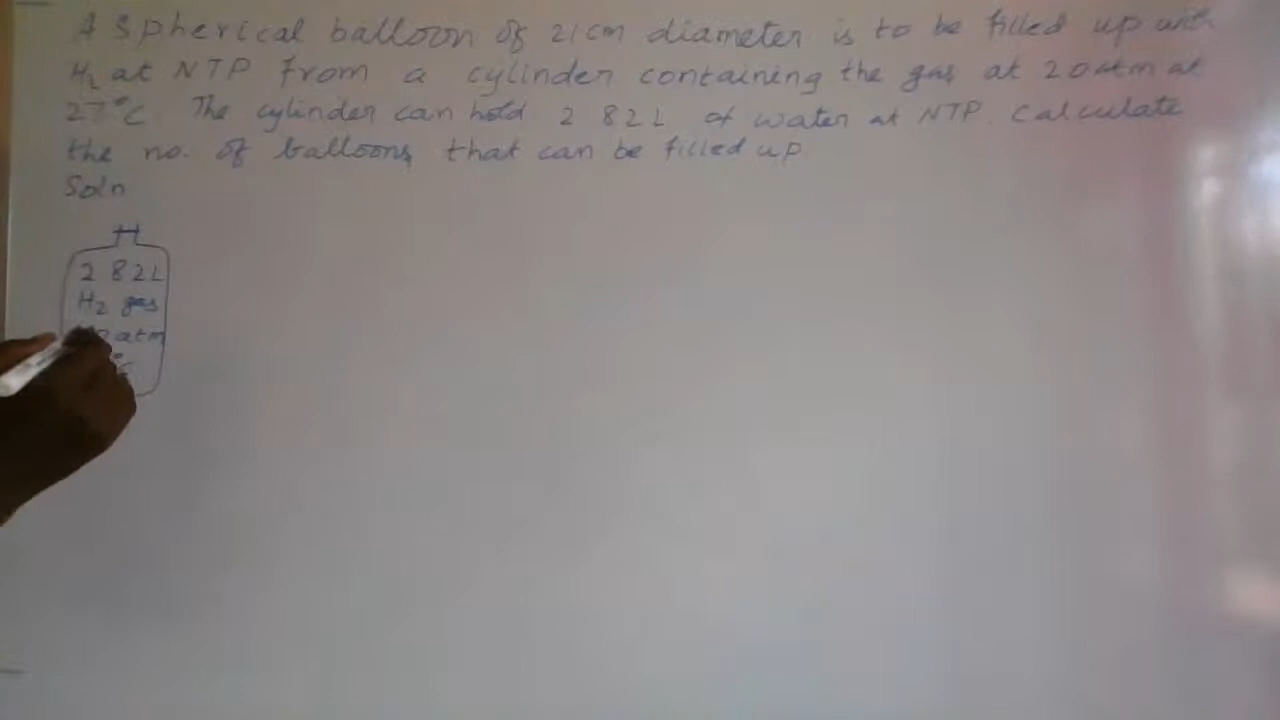 A spherical balloon of 21cm diameter is to be filled up with
H2 at NTP from a cylinder containing the gas at 20atm at
27°C. The cylinder can hold 2 82L of water at NTP. Calculate
the no. of balloons that can be filled up
Soln
2 82L
H2 gas
atm
°C